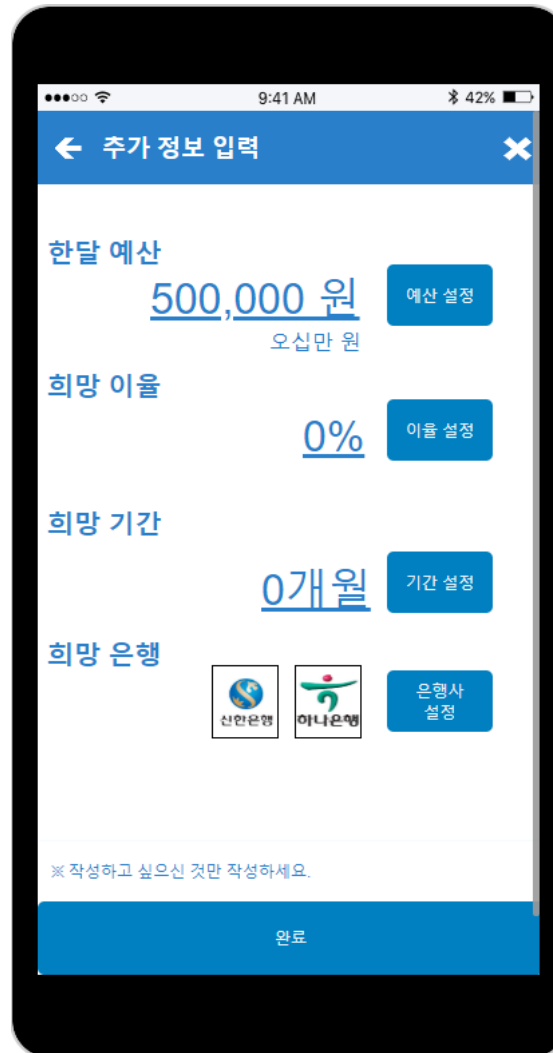 9:41 AM
42%
추가 정보 입력
한달 예산
500,000 원
예산 설정
오십만 원
희망 이율
0%
이율 설정
희망 기간
0개월
기간 설정
희망 은행
신한은행
하나은행
은행사
설정
※ 작성하고 싶으신 것만 작성하세요.
완료